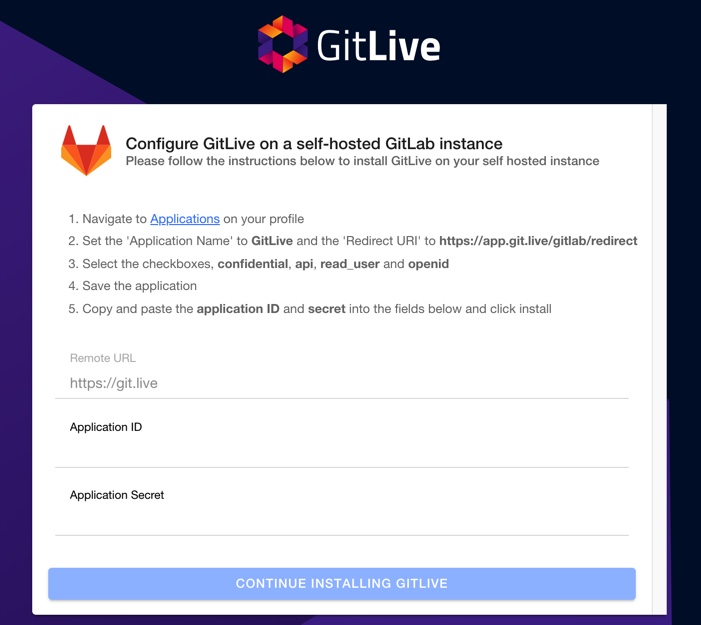 GitLive
Configure GitLive on a self-hosted GitLab instance
Please follow the instructions below to install GitLive on your self hosted instance
1. Navigate to Applications on your profile
2. Set the 'Application Name' to GitLive and the 'Redirect URI' to https://app.git.live/gitlab/redirect
3. Select the checkboxes, confidential, api, read_user and openid
4. Save the application
5. Copy and paste the application ID and secret into the fields below and click install
Remote URL
https://git.live
Application ID
Application Secret
CONTINUE INSTALLING GITLIVE